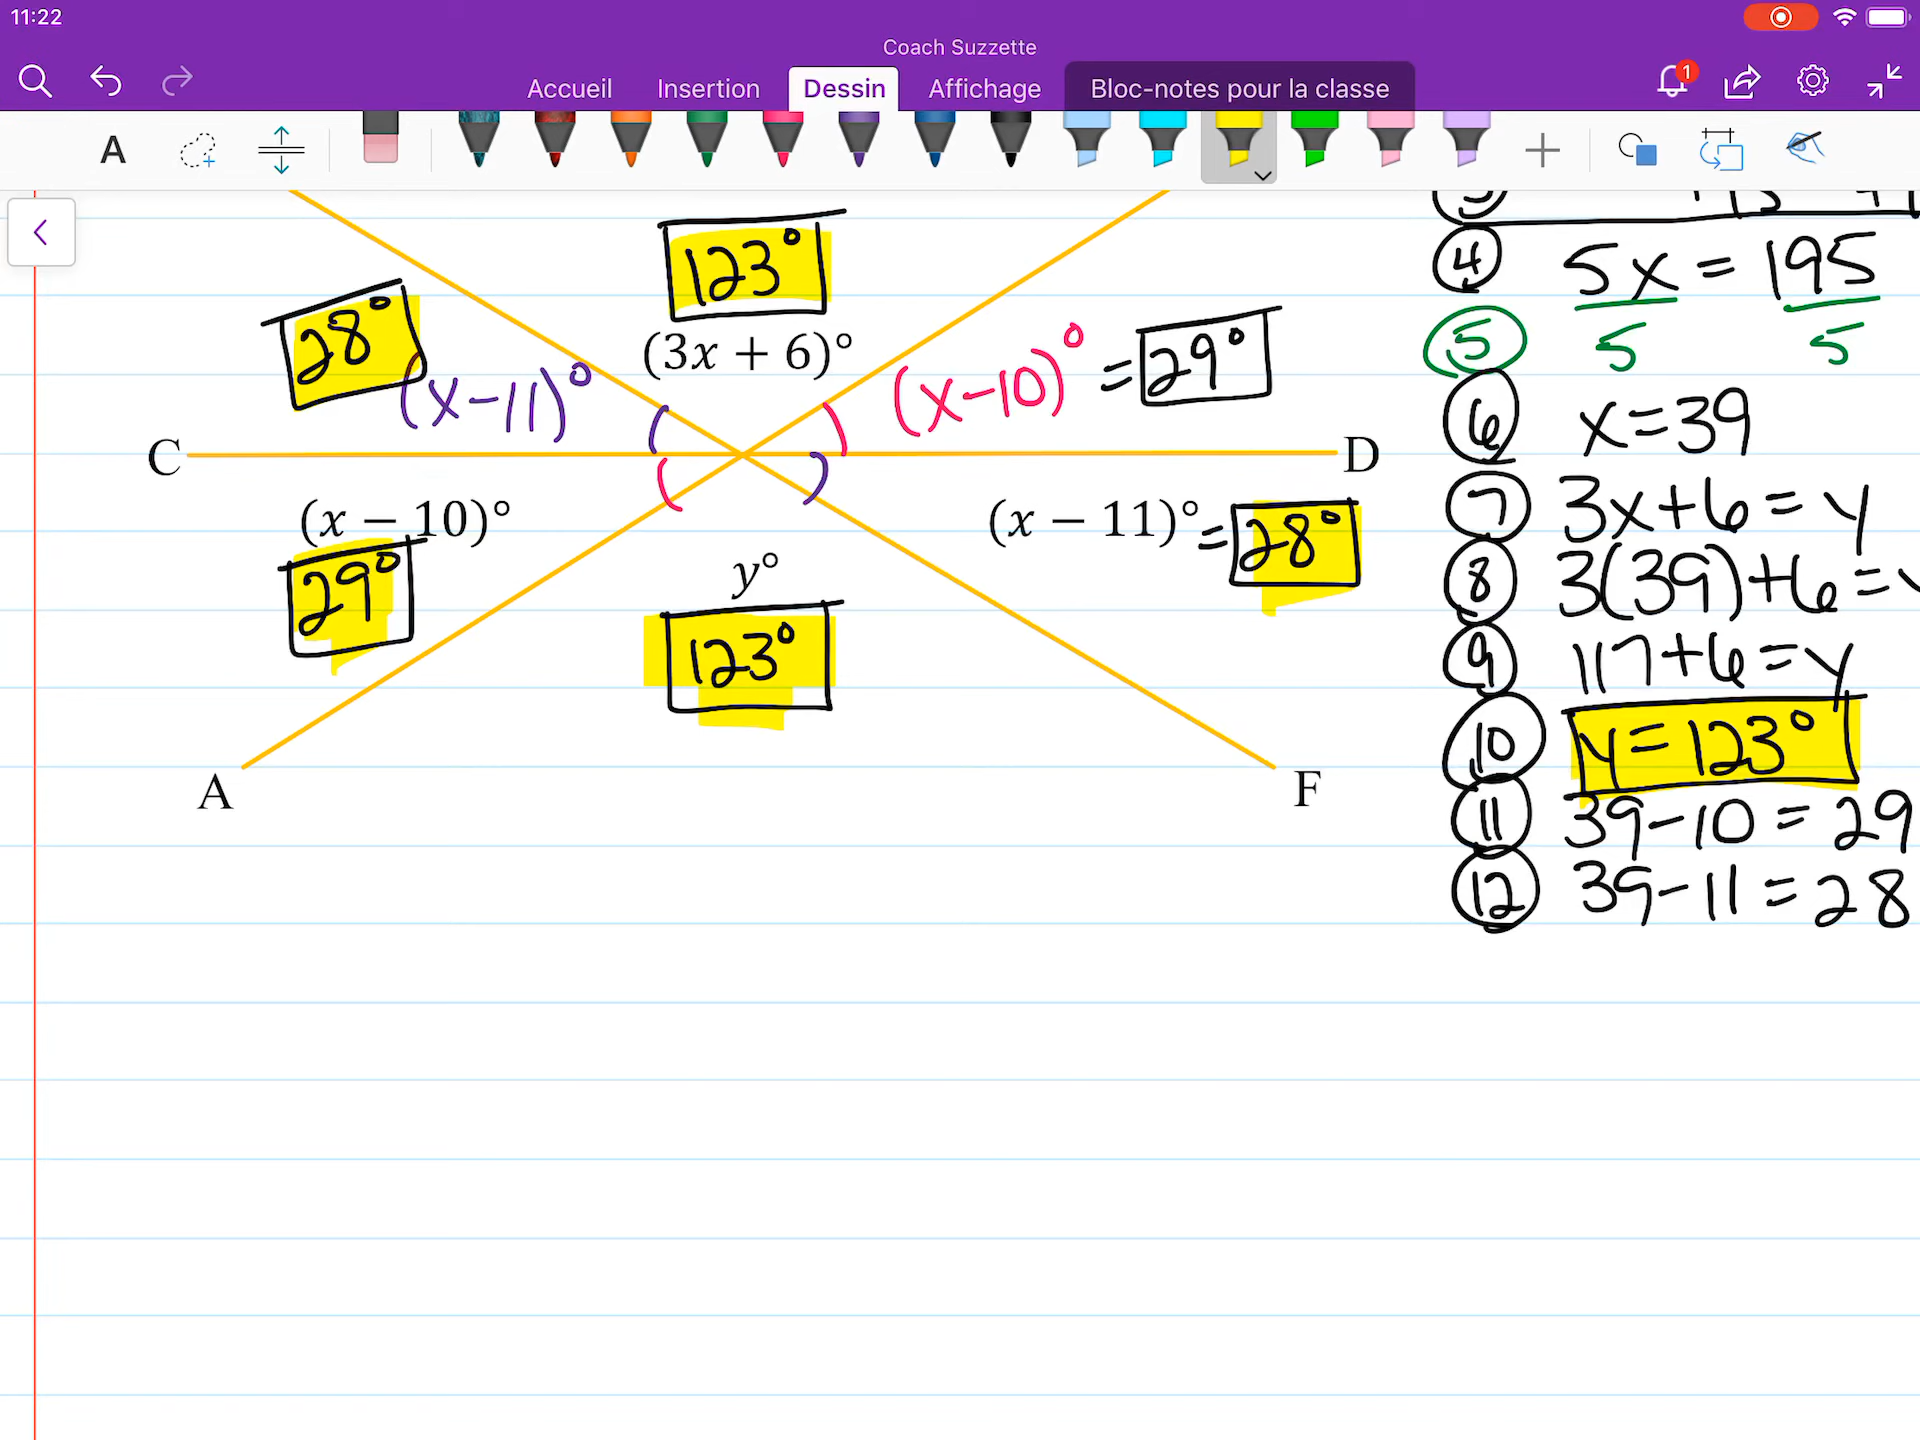 11:22
Coach Suzzette
Accueil Insertion Dessin Affichage Bloc-notes pour la classe
1
A
④ 5x = 195
⑤ 5 5
⑥ x=39
⑦ 3x+6=y
⑧ 3(39)+6=y
⑨ 117+6=y
⑩ y=123°
⑪ 39-10=29
⑫ 39-11=28
123°
28°
(3x + 6)°
(x-11)°
(x-10)° = 29°
C
D
(x − 10)°
29°
(x − 11)° = 28°
y°
123°
A
F